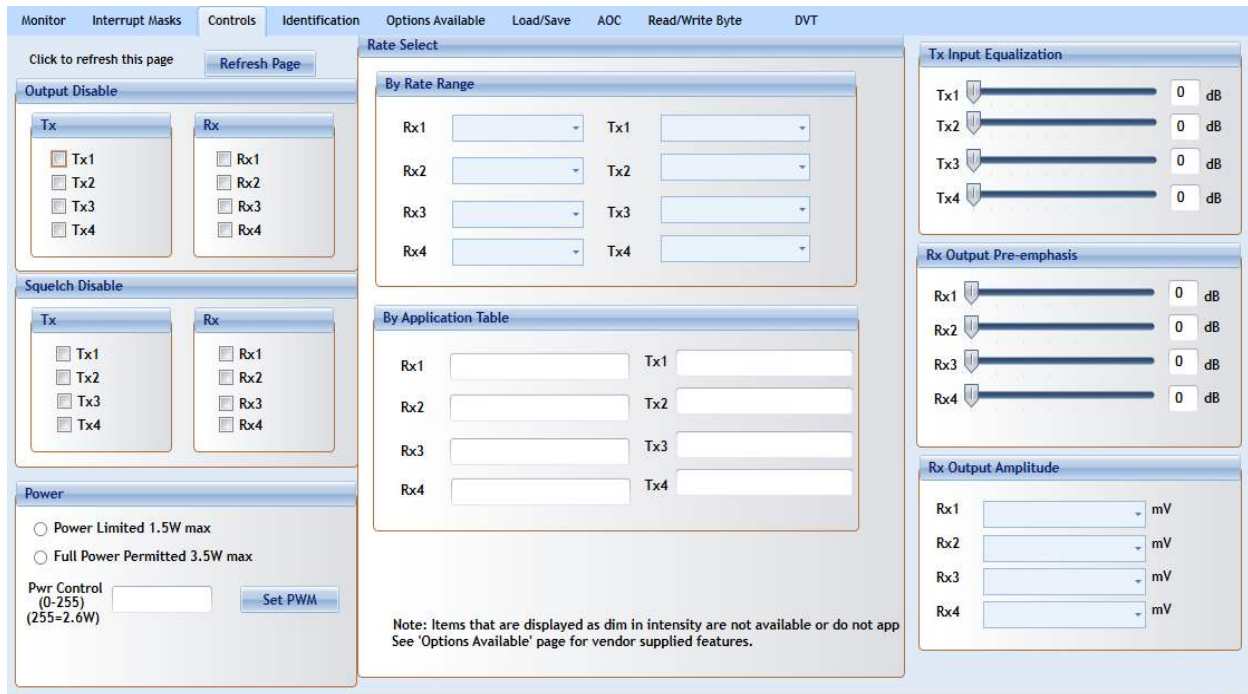 Monitor Interrupt Masks Controls Identification Options Available Load/Save AOC Read/Write Byte DVT
Click to refresh this page Refresh Page
Output Disable
Tx
Tx1
Tx2
Tx3
Tx4
Rx
Rx1
Rx2
Rx3
Rx4
Squelch Disable
Tx
Tx1
Tx2
Tx3
Tx4
Rx
Rx1
Rx2
Rx3
Rx4
Power
Power Limited 1.5W max
Full Power Permitted 3.5W max
Pwr Control
(0-255)
(255=2.6W)
Set PWM
Rate Select
By Rate Range
Rx1 Tx1
Rx2 Tx2
Rx3 Tx3
Rx4 Tx4
By Application Table
Rx1 Tx1
Rx2 Tx2
Rx3 Tx3
Rx4 Tx4
Note: Items that are displayed as dim in intensity are not available or do not app
See 'Options Available' page for vendor supplied features.
Tx Input Equalization
Tx1 0 dB
Tx2 0 dB
Tx3 0 dB
Tx4 0 dB
Rx Output Pre-emphasis
Rx1 0 dB
Rx2 0 dB
Rx3 0 dB
Rx4 0 dB
Rx Output Amplitude
Rx1 mV
Rx2 mV
Rx3 mV
Rx4 mV